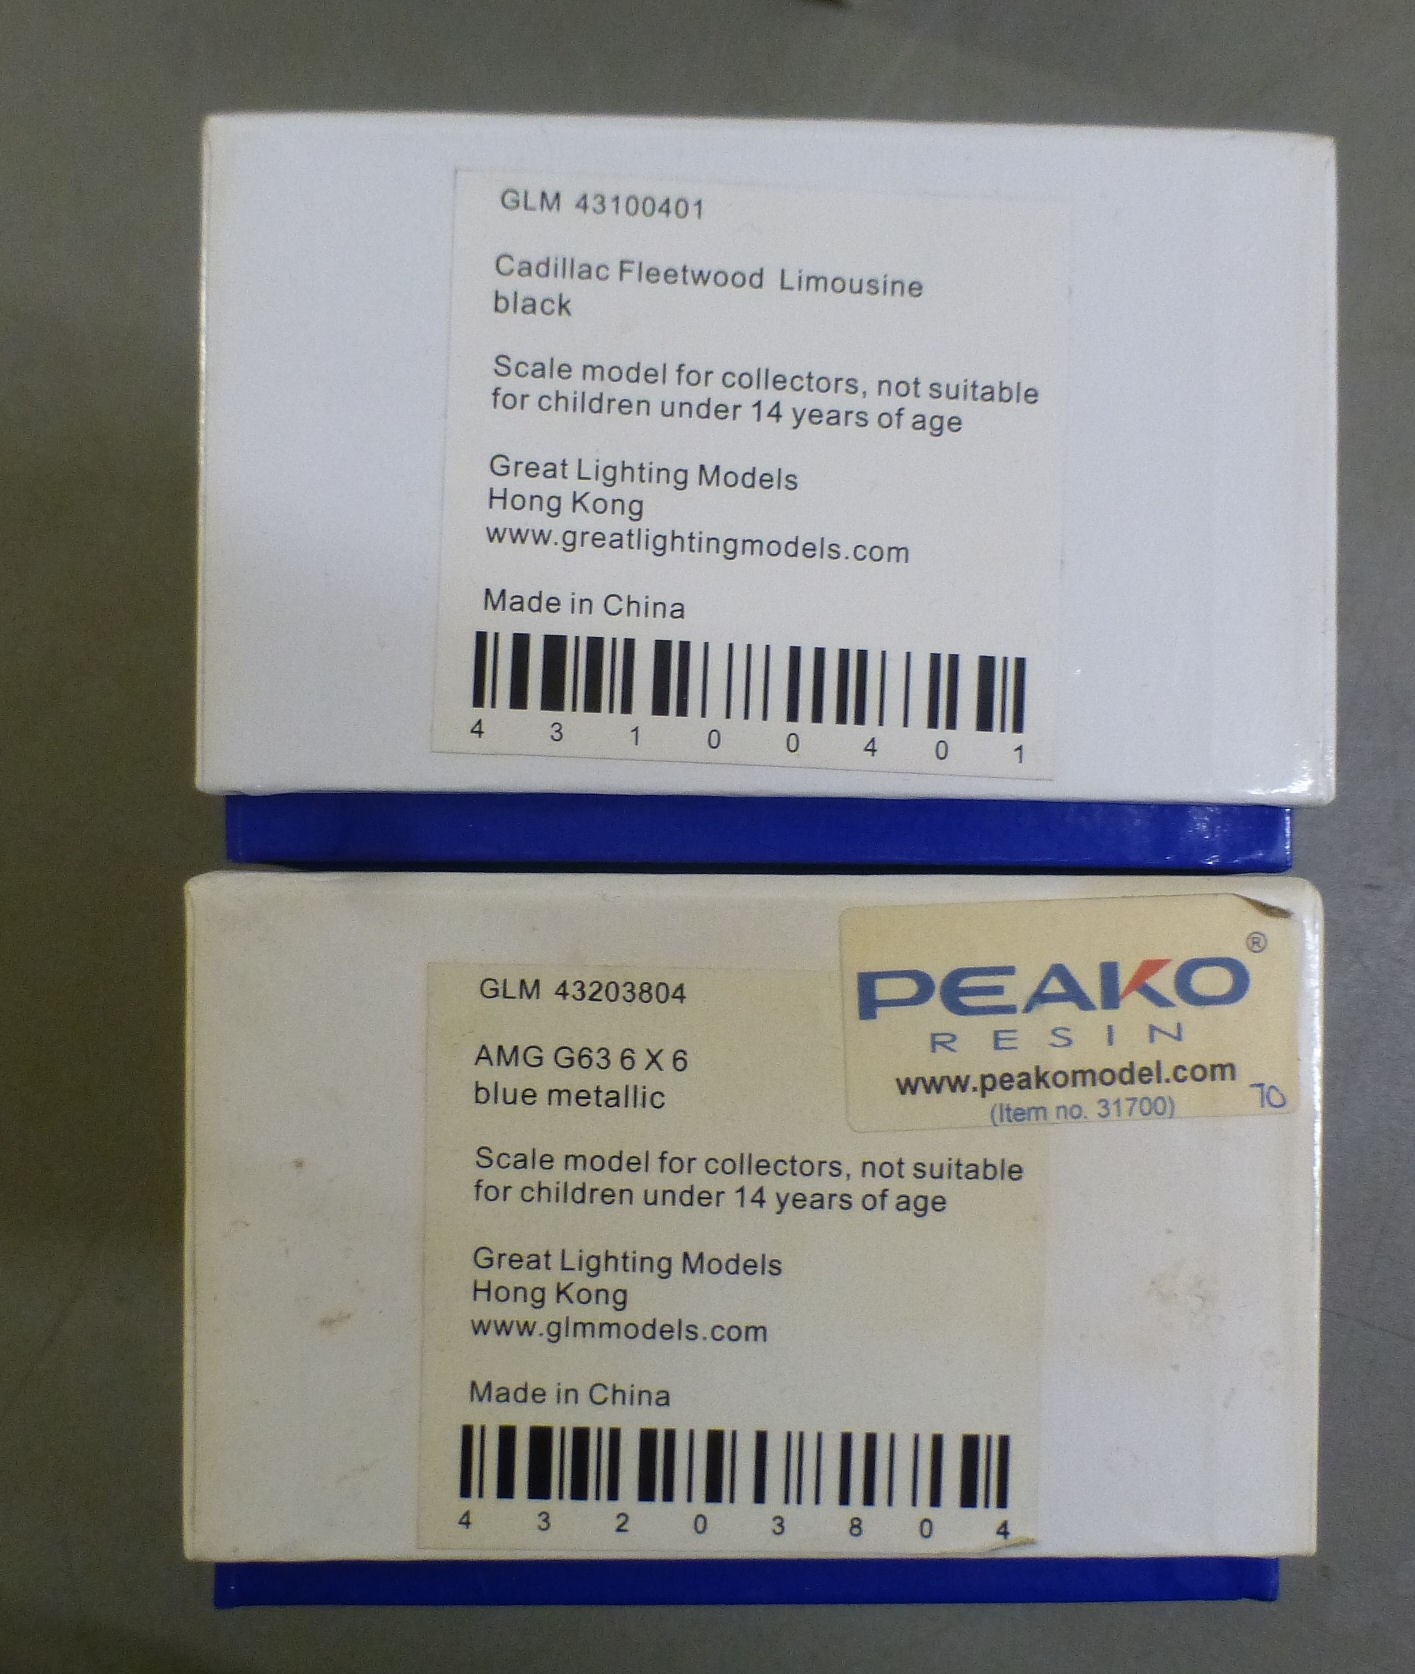 GLM 43100401
Cadillac Fleetwood Limousine
black
Scale model for collectors, not suitable
for children under 14 years of age
Great Lighting Models
Hong Kong
www.greatlightingmodels.com
Made in China
4 3 1 0 0 4 0 1
GLM 43203804
AMG G63 6 X 6
blue metallic
Scale model for collectors, not suitable
for children under 14 years of age
Great Lighting Models
Hong Kong
www.glmmodels.com
Made in China
4 3 2 0 3 8 0 4
PEAKO®
RESIN
www.peakomodel.com
(Item no. 31700)
70